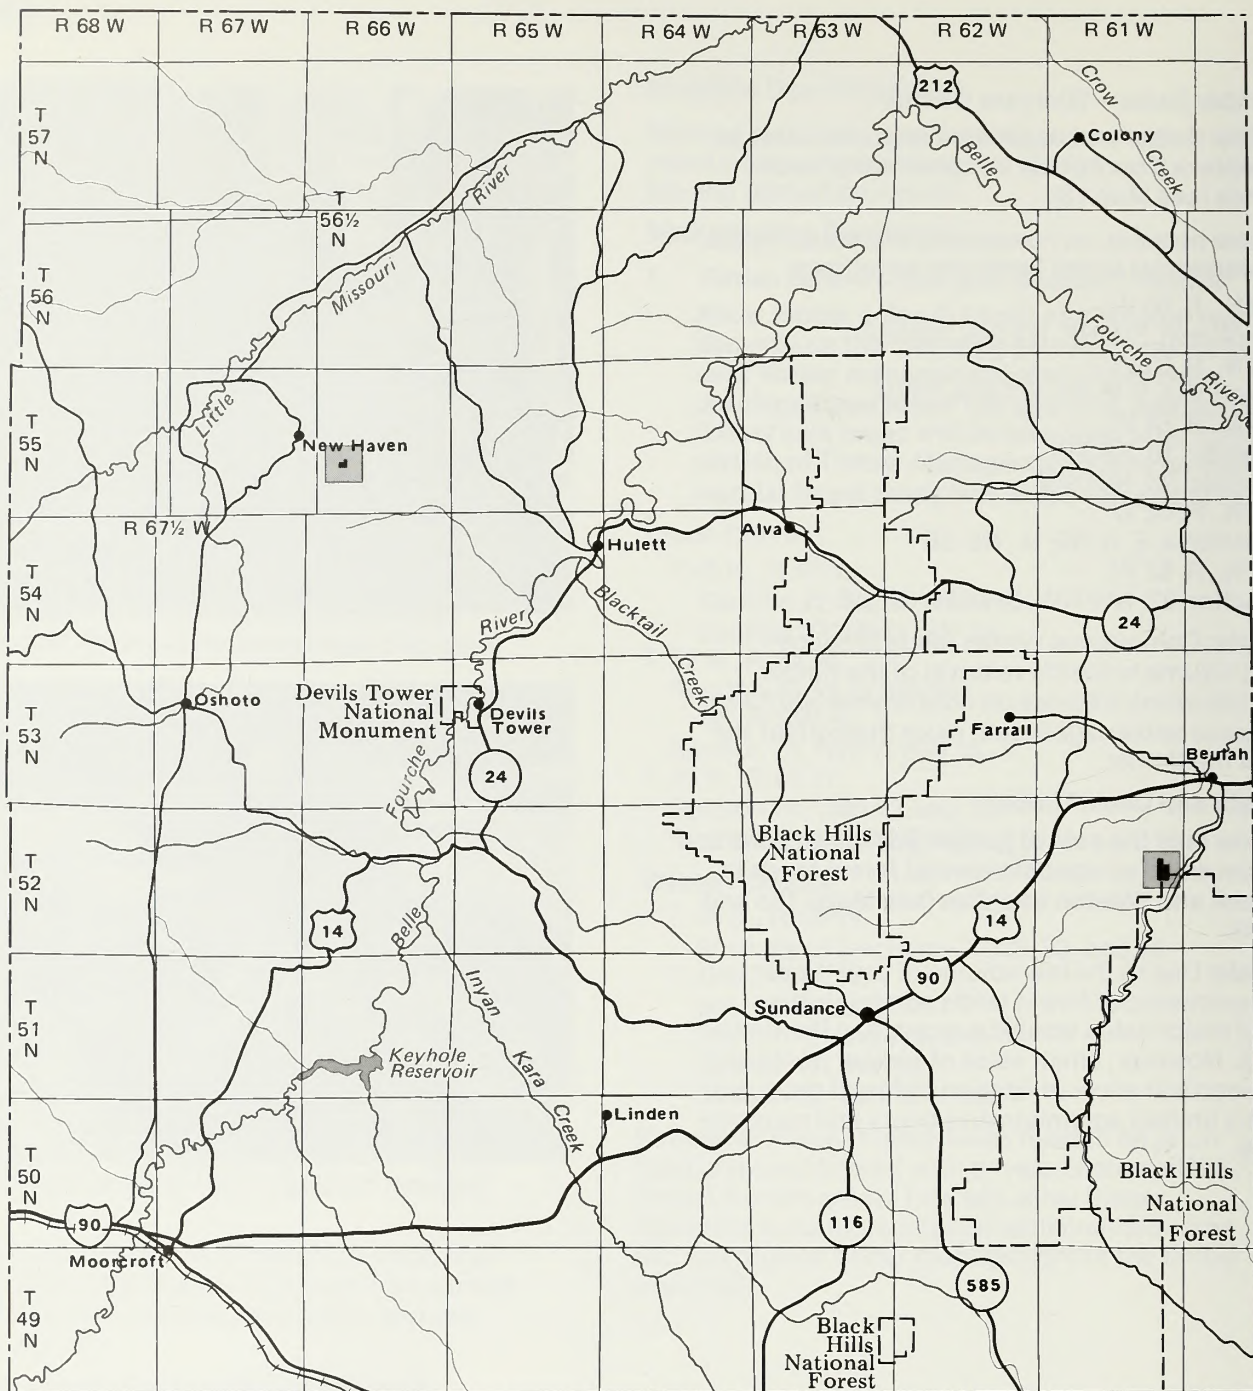 R 68 W
R 67 W
R 66 W
R 65 W
R 64 W
R 63 W
R 62 W
R 61 W
T
57
N
212
Crow
Creek
Colony
Belle
Fourche
River
T
56½
N
River
Missouri
Little
T
56
N
T
55
N
New Haven
R 67½ W
Hulett
Alva
T
54
N
River
Blacktail
Creek
24
Oshoto
Devils Tower
National
Monument
Devils
Tower
Farrall
Beulah
T
53
N
24
Fourche
Black Hills
National
Forest
T
52
N
14
Belle
14
90
Inyan
Kara
Creek
Sundance
T
51
N
Keyhole
Reservoir
Linden
T
50
N
Black Hills
National
Forest
90
116
Moorcroft
585
T
49
N
Black
Hills
National
Forest